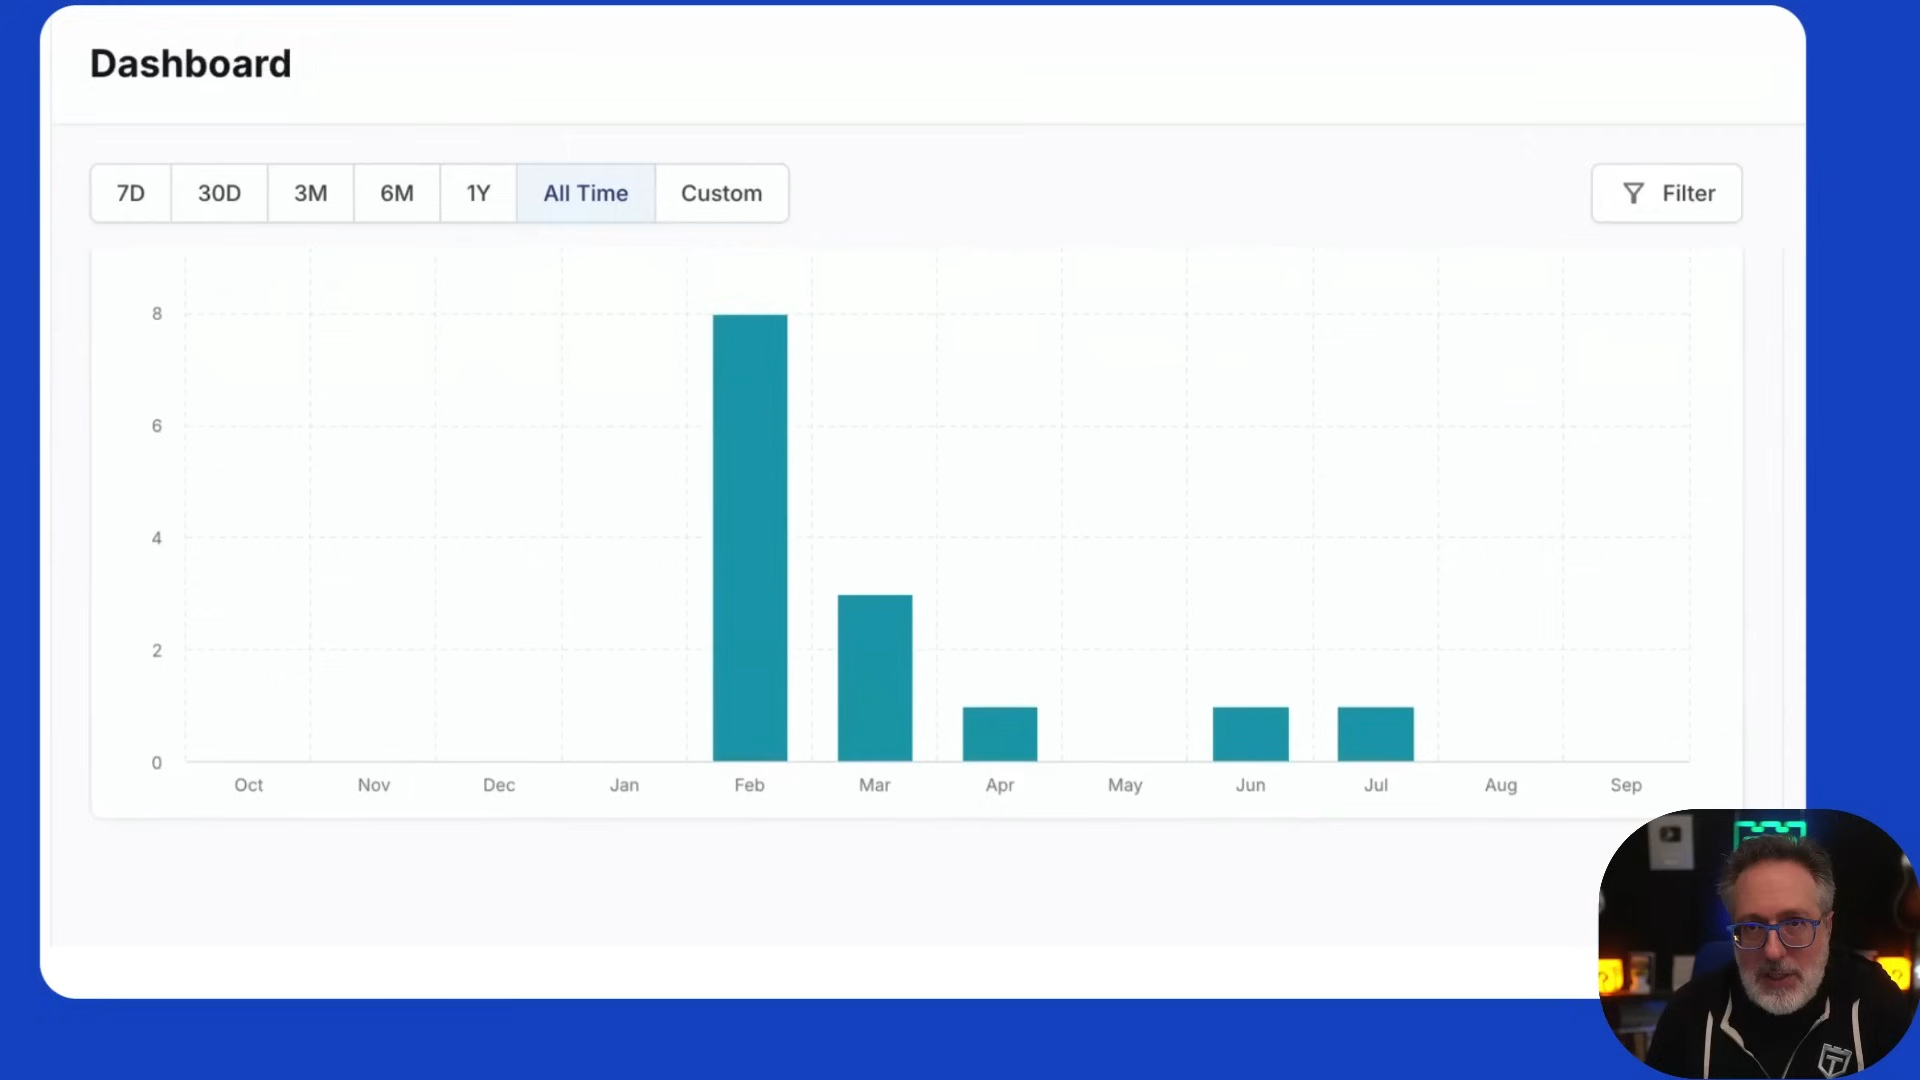 Dashboard
7D 30D 3M 6M 1Y All Time Custom Filter
8
6
4
2
0
Oct Nov Dec Jan Feb Mar Apr May Jun Jul Aug Sep
T